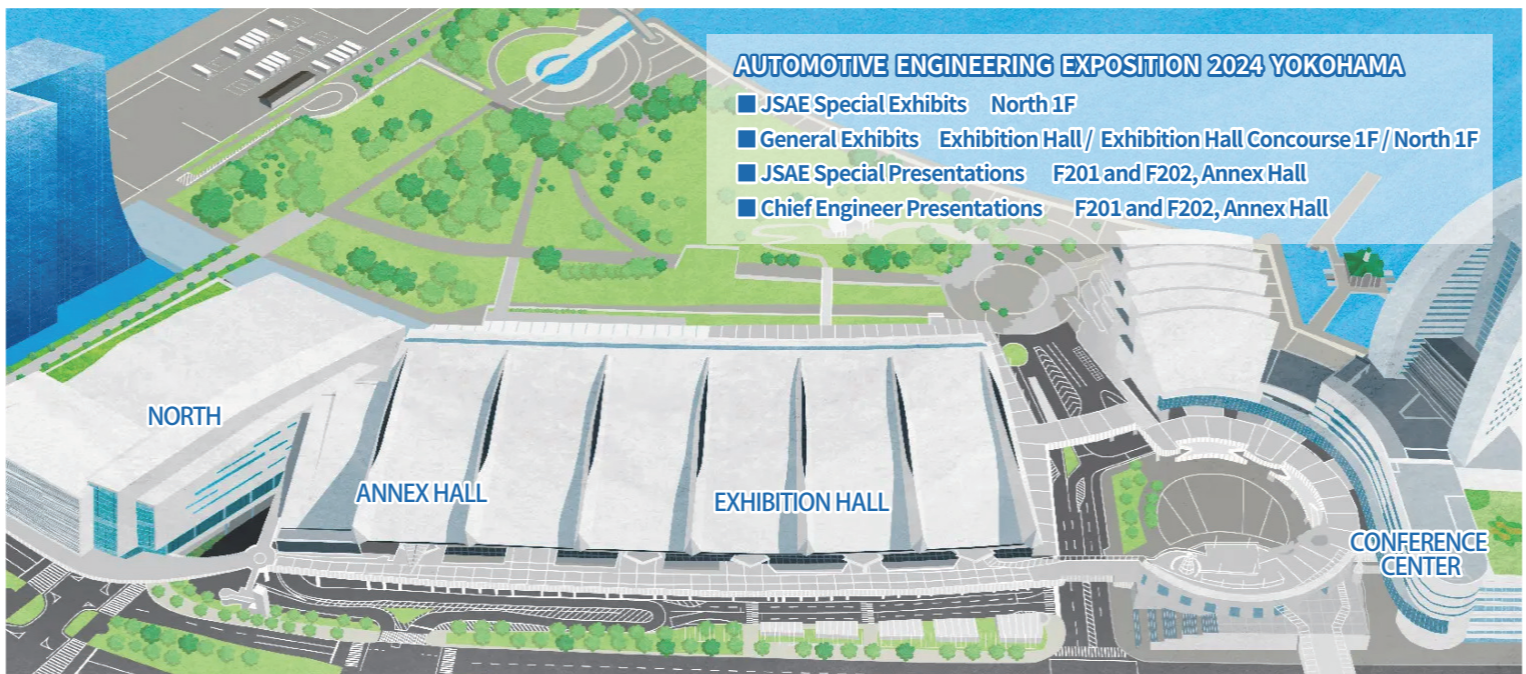 AUTOMOTIVE ENGINEERING EXPOSITION 2024 YOKOHAMA
■ JSAE Special Exhibits North 1F
■ General Exhibits Exhibition Hall / Exhibition Hall Concourse 1F / North 1F
■ JSAE Special Presentations F201 and F202, Annex Hall
■ Chief Engineer Presentations F201 and F202, Annex Hall
NORTH
ANNEX HALL
EXHIBITION HALL
CONFERENCE
CENTER